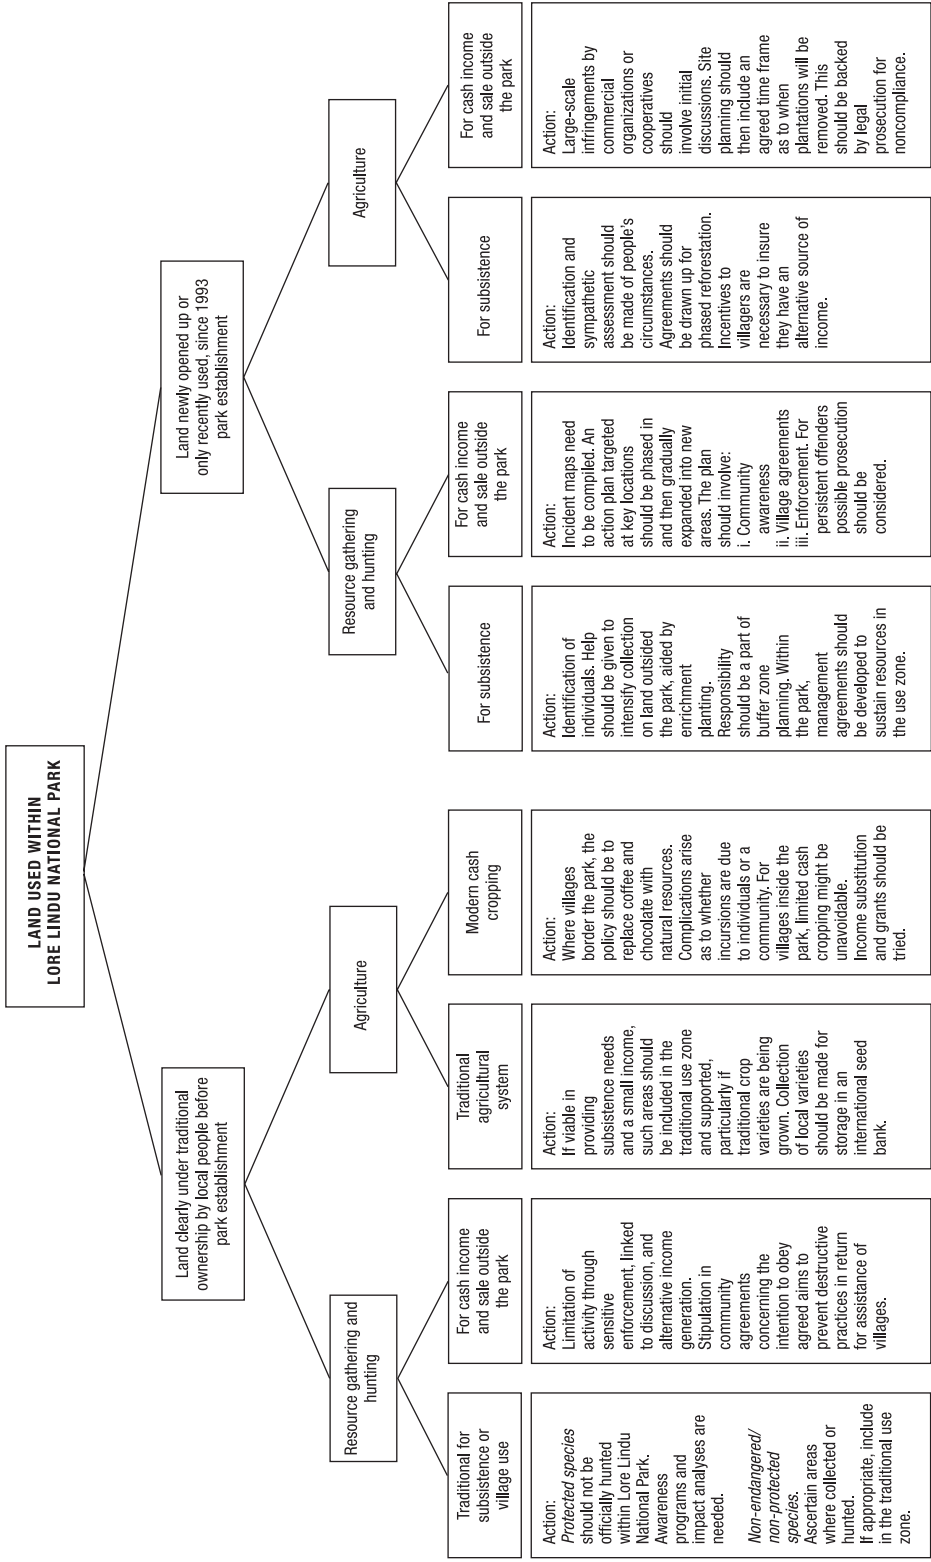 LAND USED WITHIN
LORE LINDU NATIONAL PARK
Land clearly under traditional
ownership by local people before
park establishment
Land newly opened up or
only recently used, since 1993
park establishment
Resource gathering and
hunting
Agriculture
Resource gathering
and hunting
Agriculture
Traditional for
subsistence or
village use
For cash income
and sale outside
the park
Traditional
agricultural
system
Modern cash
cropping
For subsistence
For cash income
and sale outside
the park
For subsistence
For cash income
and sale outside
the park
Action:
Protected species
should not be
officially hunted
within Lore Lindu
National Park.
Awareness
programs and
impact analyses are
needed.
Non-endangered/
non-protected
species.
Ascertain areas
where collected or
hunted.
If appropriate, include
in the traditional use
zone.
Action:
Limitation of
activity through
sensitive
enforcement, linked
to discussion, and
alternative income
generation.
Stipulation in
community
agreements
concerning the
intention to obey
agreed aims to
prevent destructive
practices in return
for assistance of
villages.
Action:
If viable in
providing
subsistence needs
and a small income,
such areas should
be included in the
traditional use zone
and supported,
particularly if
traditional crop
varieties are being
grown. Collection
of local varieties
should be made for
storage in an
international seed
bank.
Action:
Where villages
border the park, the
policy should be to
replace coffee and
chocolate with
natural resources.
Complications arise
as to whether
incursions are due
to individuals or a
community. For
villages inside the
park, limited cash
cropping might be
unavoidable.
Income substitution
and grants should be
tried.
Action:
Identification of
individuals. Help
should be given to
intensify collection
on land outsided
the park, aided by
enrichment
planting.
Responsibility
should be a part of
buffer zone
planning. Within
the park,
management
agreements should
be developed to
sustain resources in
the use zone.
Action:
Incident maps need
to be compiled. An
action plan targeted
at key locations
should be phased in
and then gradually
expanded into new
areas. The plan
should involve:
i. Community
awareness
ii. Village agreements
iii. Enforcement. For
persistent offenders
possible prosecution
should be
considered.
Action:
Identification and
sympathetic
assessment should
be made of people's
circumstances.
Agreements should
be drawn up for
phased reforestation.
Incentives to
villagers are
necessary to insure
they have an
alternative source of
income.
Action:
Large-scale
infringements by
commercial
organizations or
cooperatives
should
involve initial
discussions. Site
planning should
then include an
agreed time frame
as to when
plantations will be
removed. This
should be backed
by legal
prosecution for
noncompliance.